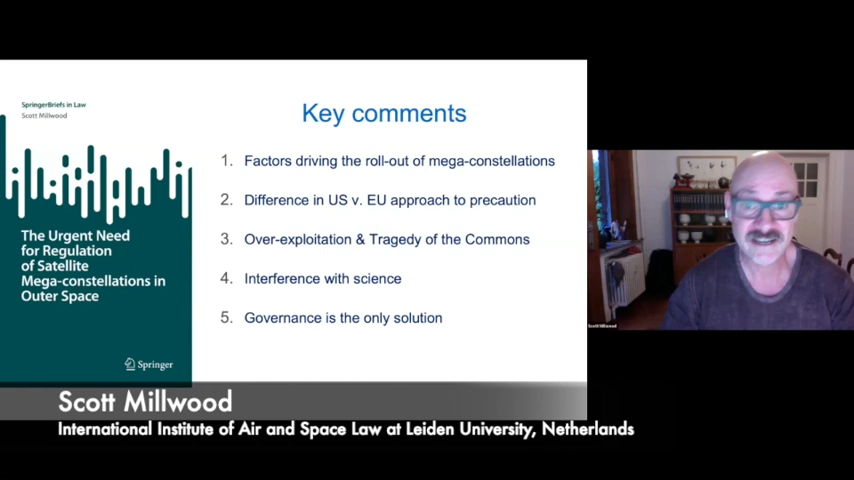 SpringerBriefs in Law
Scott Millwood
The Urgent Need
for Regulation
of Satellite
Mega-constellations in
Outer Space
Springer
Key comments
1. Factors driving the roll-out of mega-constellations
2. Difference in US v. EU approach to precaution
3. Over-exploitation & Tragedy of the Commons
4. Interference with science
5. Governance is the only solution
Scott Millwood
Scott Millwood
International Institute of Air and Space Law at Leiden University, Netherlands